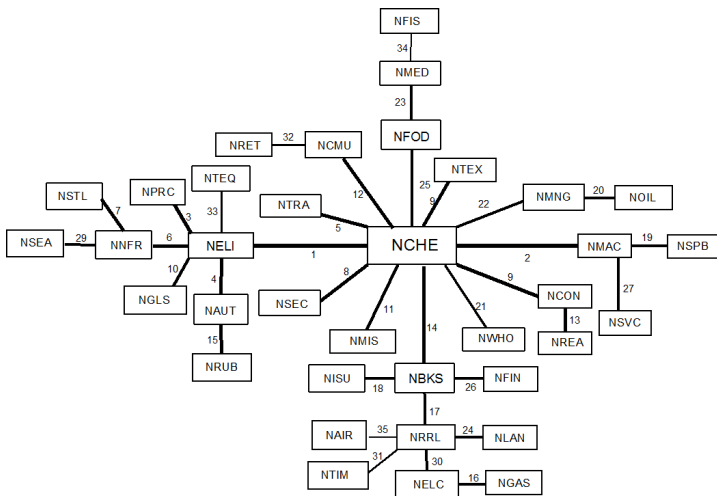 NFIS
34
NMED
23
NRET 32 NCMU NFOD
NTEX
12 25 9
NTEQ
NPRC
NSTL
33
7 3
NTRA
5
22 NMNG 20 NOIL
NSEA 29 NNFR 6 NELI 1 NCHE 2 NMAC 19 NSPB
10 4 8 11 21 9 27
NGLS NAUT NSEC NCON
14 13
NSVC
15 NMIS NWHO NREA
NRUB NISU 18 NBKS 26 NFIN
17
NAIR 35 NRRL 24 NLAN
31 30
NTIM
NELC 16 NGAS